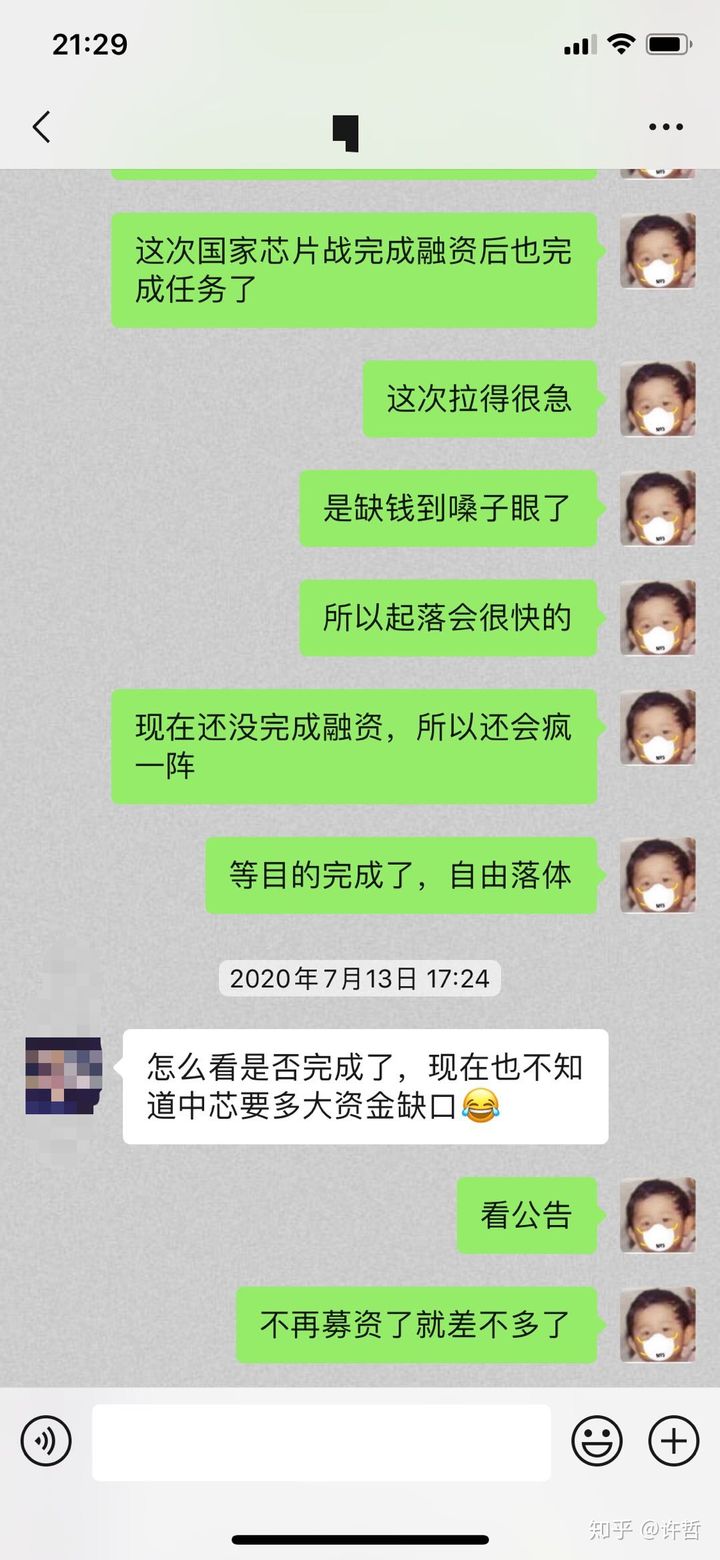 21:29
这次国家芯片战完成融资后也完
成任务了
这次拉得很急
是缺钱到嗓子眼了
所以起落会很快的
现在还没完成融资，所以还会疯
一阵
等目的完成了，自由落体
2020年7月13日 17:24
怎么看是否完成了，现在也不知
道中芯要多大资金缺口😂
看公告
不再募资了就差不多了
知乎 @许哲